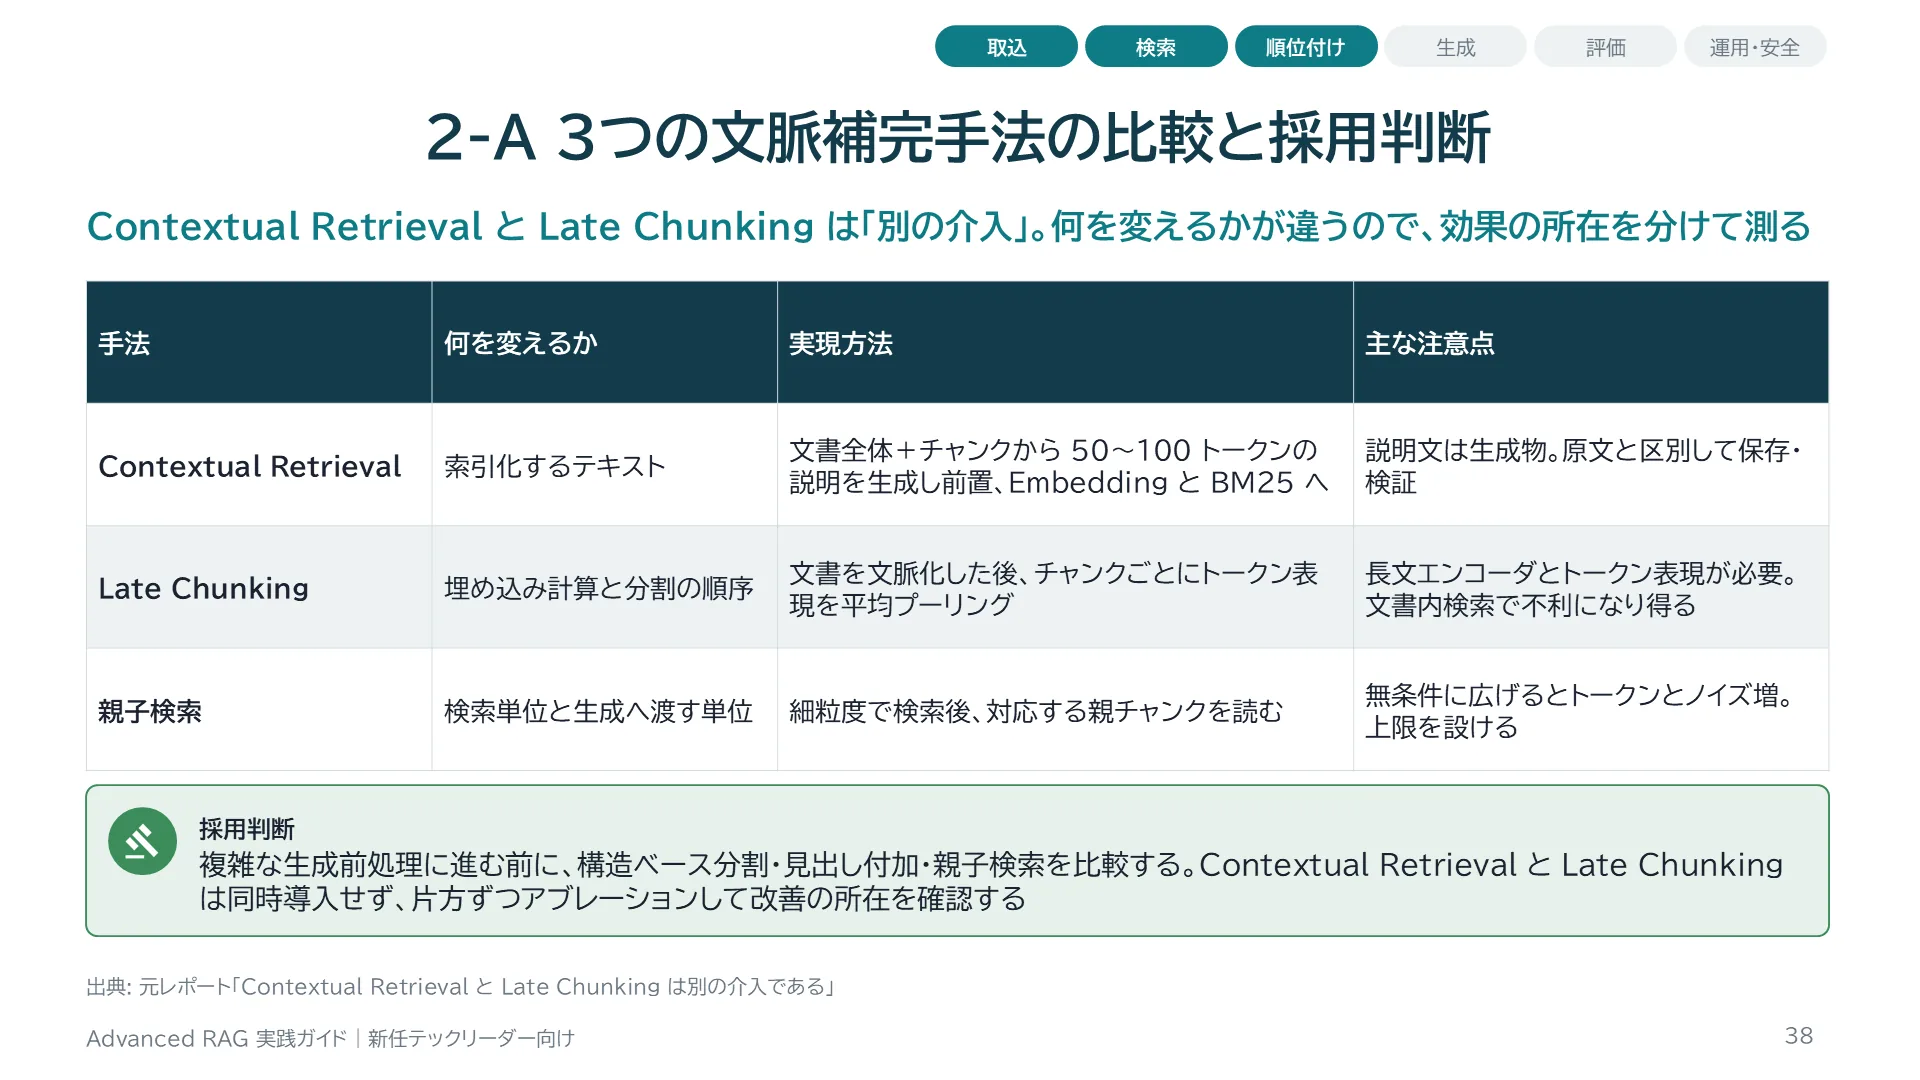 取込
検索
順位付け
生成
評価
運用・安全
2-A 3つの文脈補完手法の比較と採用判断
Contextual Retrieval と Late Chunking は「別の介入」。何を変えるかが違うので、効果の所在を分けて測る
手法
何を変えるか
実現方法
主な注意点
Contextual Retrieval
索引化するテキスト
文書全体＋チャンクから 50～100 トークンの
説明を生成し前置、Embedding と BM25 へ
説明文は生成物。原文と区別して保存・
検証
Late Chunking
埋め込み計算と分割の順序
文書を文脈化した後、チャンクごとにトークン表
現を平均プーリング
長文エンコーダとトークン表現が必要。
文書内検索で不利になり得る
親子検索
検索単位と生成へ渡す単位
細粒度で検索後、対応する親チャンクを読む
無条件に広げるとトークンとノイズ増。
上限を設ける
採用判断
複雑な生成前処理に進む前に、構造ベース分割・見出し付加・親子検索を比較する。Contextual Retrieval と Late Chunking
は同時導入せず、片方ずつアブレーションして改善の所在を確認する
出典: 元レポート「Contextual Retrieval と Late Chunking は別の介入である」
Advanced RAG 実践ガイド｜新任テックリーダー向け
38